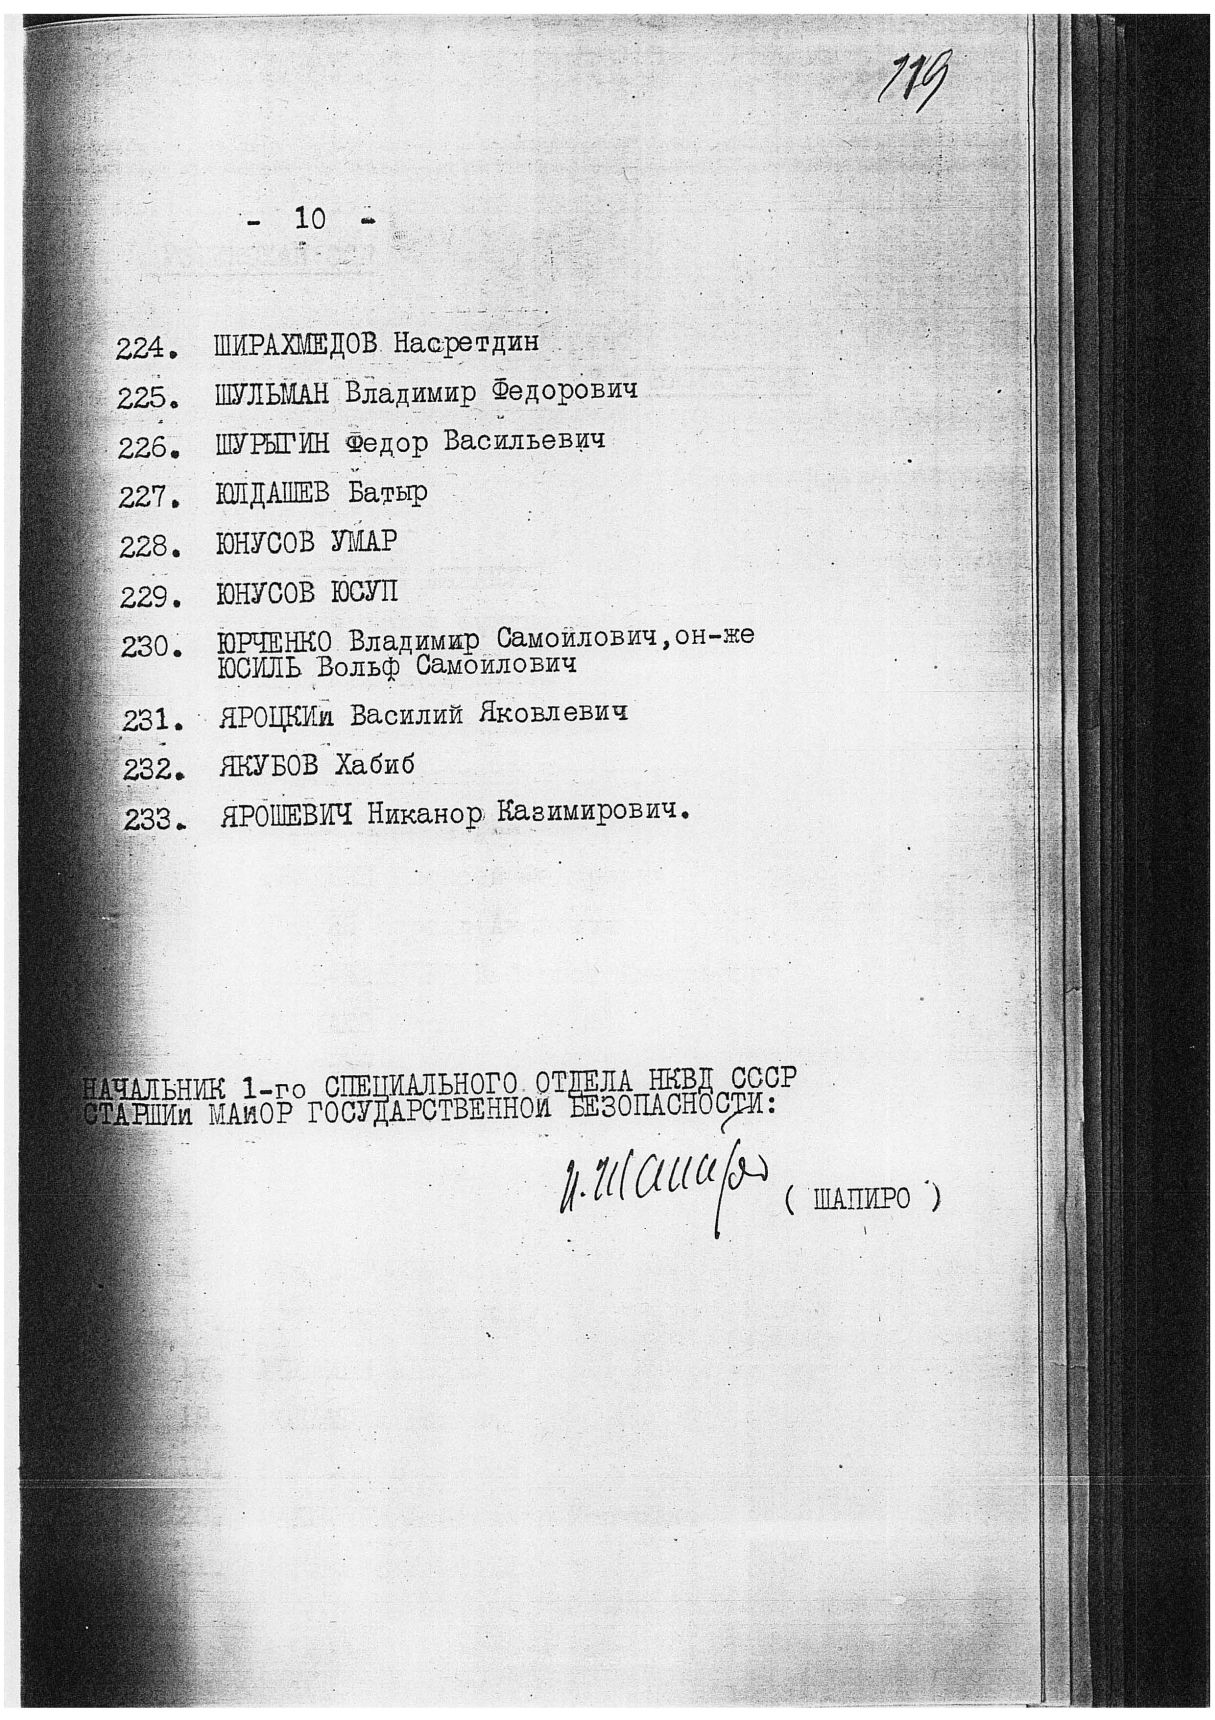 119
- 10 -
224. ШИРАХМЕДОВ Насретдин
225. ШУЛЬМАН Владимир Федорович
226. ШУРЫГИН Федор Васильевич
227. ЮЛДАШЕВ Батыр
228. ЮНУСОВ УМАР
229. ЮНУСОВ ЮСУП
230. ЮРЧЕНКО Владимир Самойлович,он-же
ЮСИЛЬ Вольф Самойлович
231. ЯРОЦКИи Василий Яковлевич
232. ЯКУБОВ Хабиб
233. ЯРОШЕВИЧ Никанор Казимирович.
НАЧАЛЬНИК 1-го СПЕЦИАЛЬНОГО ОТДЕЛА НКВД СССР
СТАРШИи МАиОР ГОСУДАРСТВЕННОЙ БЕЗОПАСНОСТИ:
И. Шапиро
( ШАПИРО )